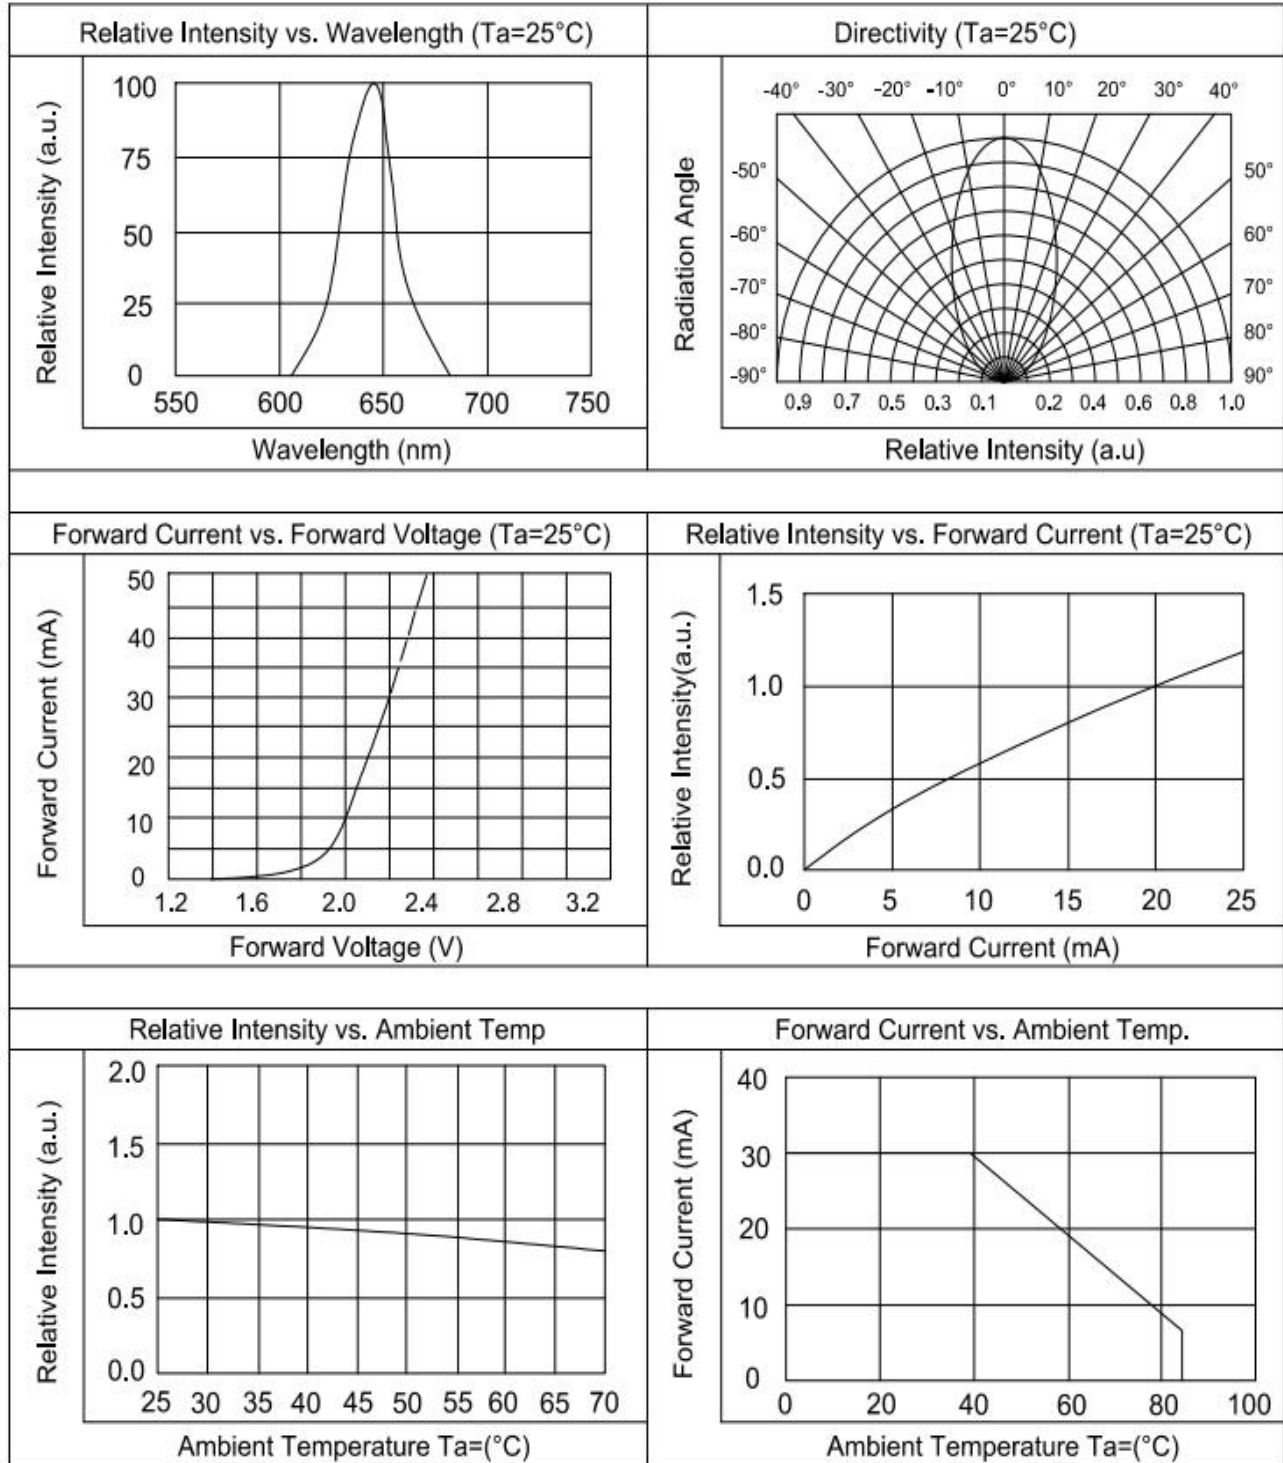 Relative Intensity vs. Wavelength (Ta=25°C)
Relative Intensity (a.u.)
100
75
50
25
0
550 600 650 700 750
Wavelength (nm)
Directivity (Ta=25°C)
Radiation Angle
-40° -30° -20° -10° 0° 10° 20° 30° 40°
-50° 50°
-60° 60°
-70° 70°
-80° 80°
-90° 90°
0.9 0.7 0.5 0.3 0.1 0.2 0.4 0.6 0.8 1.0
Relative Intensity (a.u)
Forward Current vs. Forward Voltage (Ta=25°C)
Forward Current (mA)
50
40
30
20
10
0
1.2 1.6 2.0 2.4 2.8 3.2
Forward Voltage (V)
Relative Intensity vs. Forward Current (Ta=25°C)
Relative Intensity(a.u.)
1.5
1.0
0.5
0.0
0 5 10 15 20 25
Forward Current (mA)
Relative Intensity vs. Ambient Temp
Relative Intensity (a.u.)
2.0
1.5
1.0
0.5
0.0
25 30 35 40 45 50 55 60 65 70
Ambient Temperature Ta=(°C)
Forward Current vs. Ambient Temp.
Forward Current (mA)
40
30
20
10
0
0 20 40 60 80 100
Ambient Temperature Ta=(°C)